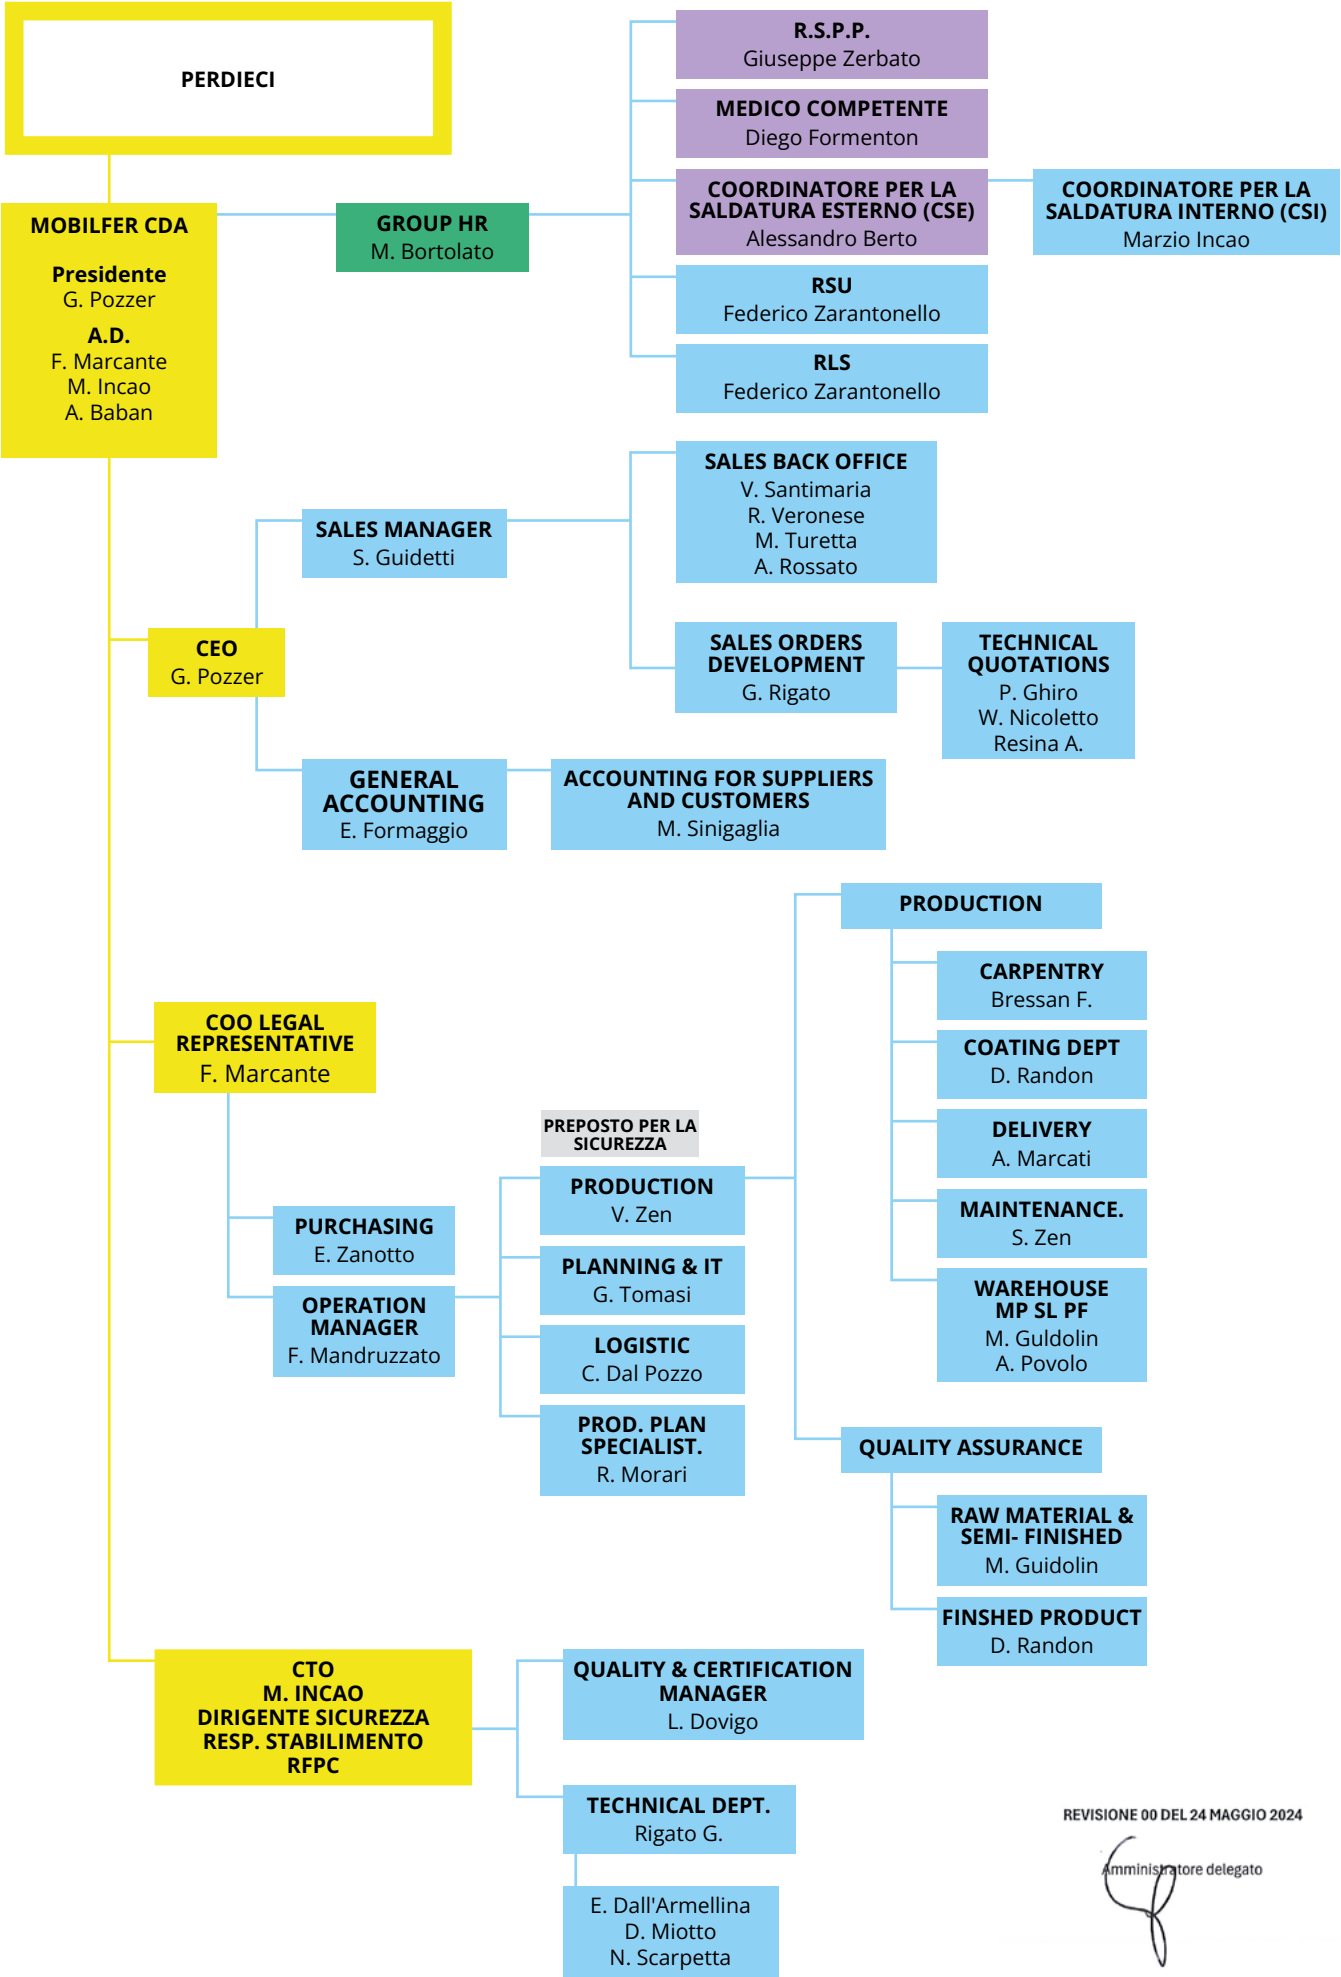 PERDIECI
MOBILFER CDA
Presidente
G. Pozzer
A.D.
F. Marcante
M. Incao
A. Baban
GROUP HR
M. Bortolato
R.S.P.P.
Giuseppe Zerbato
MEDICO COMPETENTE
Diego Formenton
COORDINATORE PER LA
SALDATURA ESTERNO (CSE)
Alessandro Berto
COORDINATORE PER LA
SALDATURA INTERNO (CSI)
Marzio Incao
RSU
Federico Zarantonello
RLS
Federico Zarantonello
CEO
G. Pozzer
SALES MANAGER
S. Guidetti
SALES BACK OFFICE
V. Santimaria
R. Veronese
M. Turetta
A. Rossato
SALES ORDERS
DEVELOPMENT
G. Rigato
TECHNICAL
QUOTATIONS
P. Ghiro
W. Nicoletto
Resina A.
GENERAL
ACCOUNTING
E. Formaggio
ACCOUNTING FOR SUPPLIERS
AND CUSTOMERS
M. Sinigaglia
COO LEGAL
REPRESENTATIVE
F. Marcante
PURCHASING
E. Zanotto
OPERATION
MANAGER
F. Mandruzzato
PREPOSTO PER LA
SICUREZZA
PRODUCTION
V. Zen
PLANNING & IT
G. Tomasi
LOGISTIC
C. Dal Pozzo
PROD. PLAN
SPECIALIST.
R. Morari
PRODUCTION
CARPENTRY
Bressan F.
COATING DEPT
D. Randon
DELIVERY
A. Marcati
MAINTENANCE.
S. Zen
WAREHOUSE
MP SL PF
M. Guldolin
A. Povolo
QUALITY ASSURANCE
RAW MATERIAL &
SEMI- FINISHED
M. Guidolin
FINSHED PRODUCT
D. Randon
CTO
M. INCAO
DIRIGENTE SICUREZZA
RESP. STABILIMENTO
RFPC
QUALITY & CERTIFICATION
MANAGER
L. Dovigo
TECHNICAL DEPT.
Rigato G.
E. Dall'Armellina
D. Miotto
N. Scarpetta
REVISIONE 00 DEL 24 MAGGIO 2024
Amministratore delegato